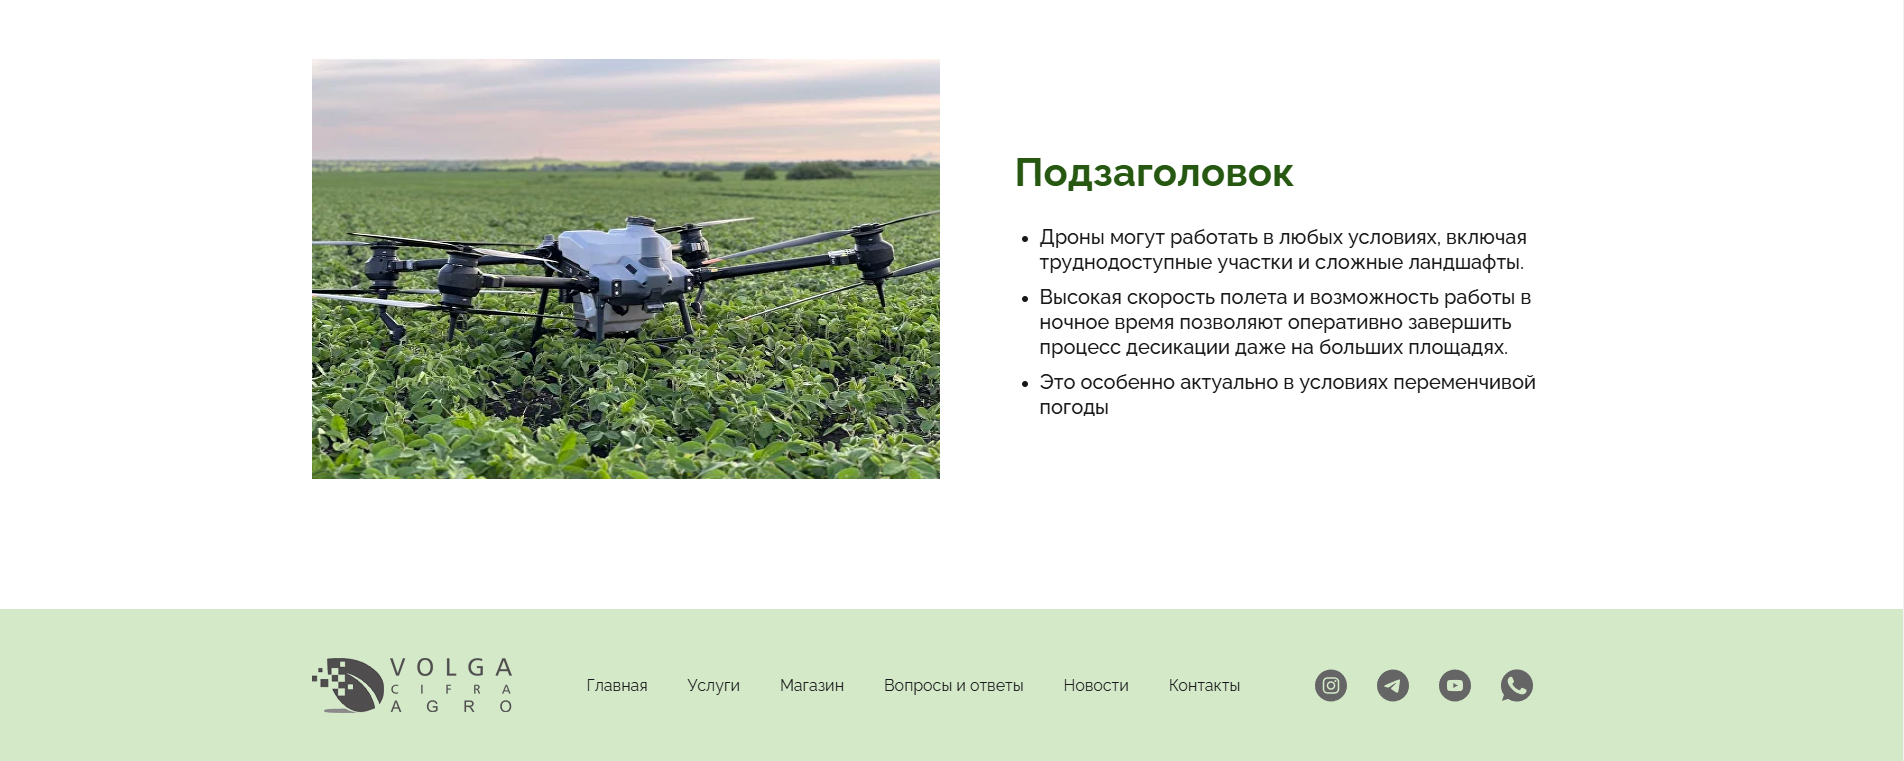 Подзаголовок
Дроны могут работать в любых условиях, включая
труднодоступные участки и сложные ландшафты.
Высокая скорость полета и возможность работы в
ночное время позволяют оперативно завершить
процесс десикации даже на больших площадях.
Это особенно актуально в условиях переменчивой
погоды
VOLGA
CIFRA
AGRO
Главная Услуги Магазин Вопросы и ответы Новости Контакты